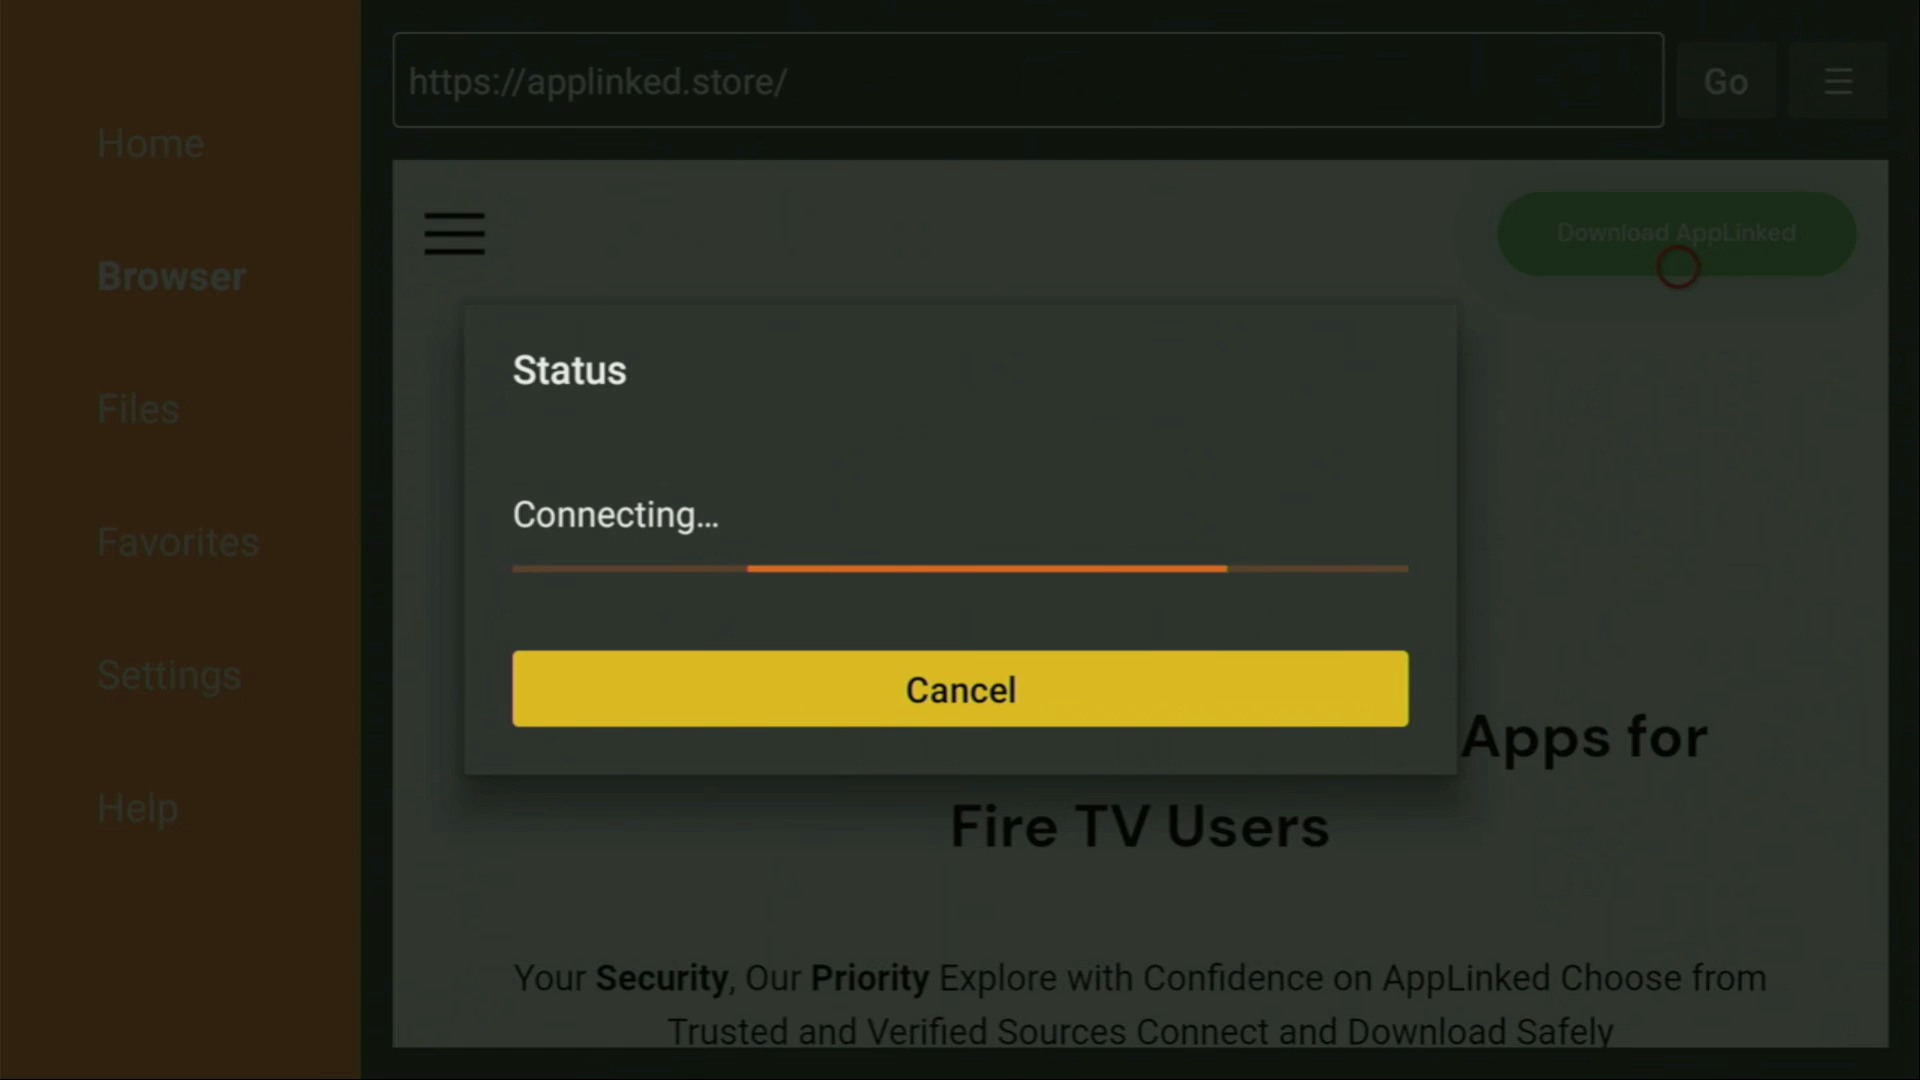 https://applinked.store/
Go
Home
Browser
Files
Favorites
Settings
Help
Download AppLinked
Status
Connecting...
Cancel
Apps for
Fire TV Users
Your Security, Our Priority Explore with Confidence on AppLinked Choose from
Trusted and Verified Sources Connect and Download Safely